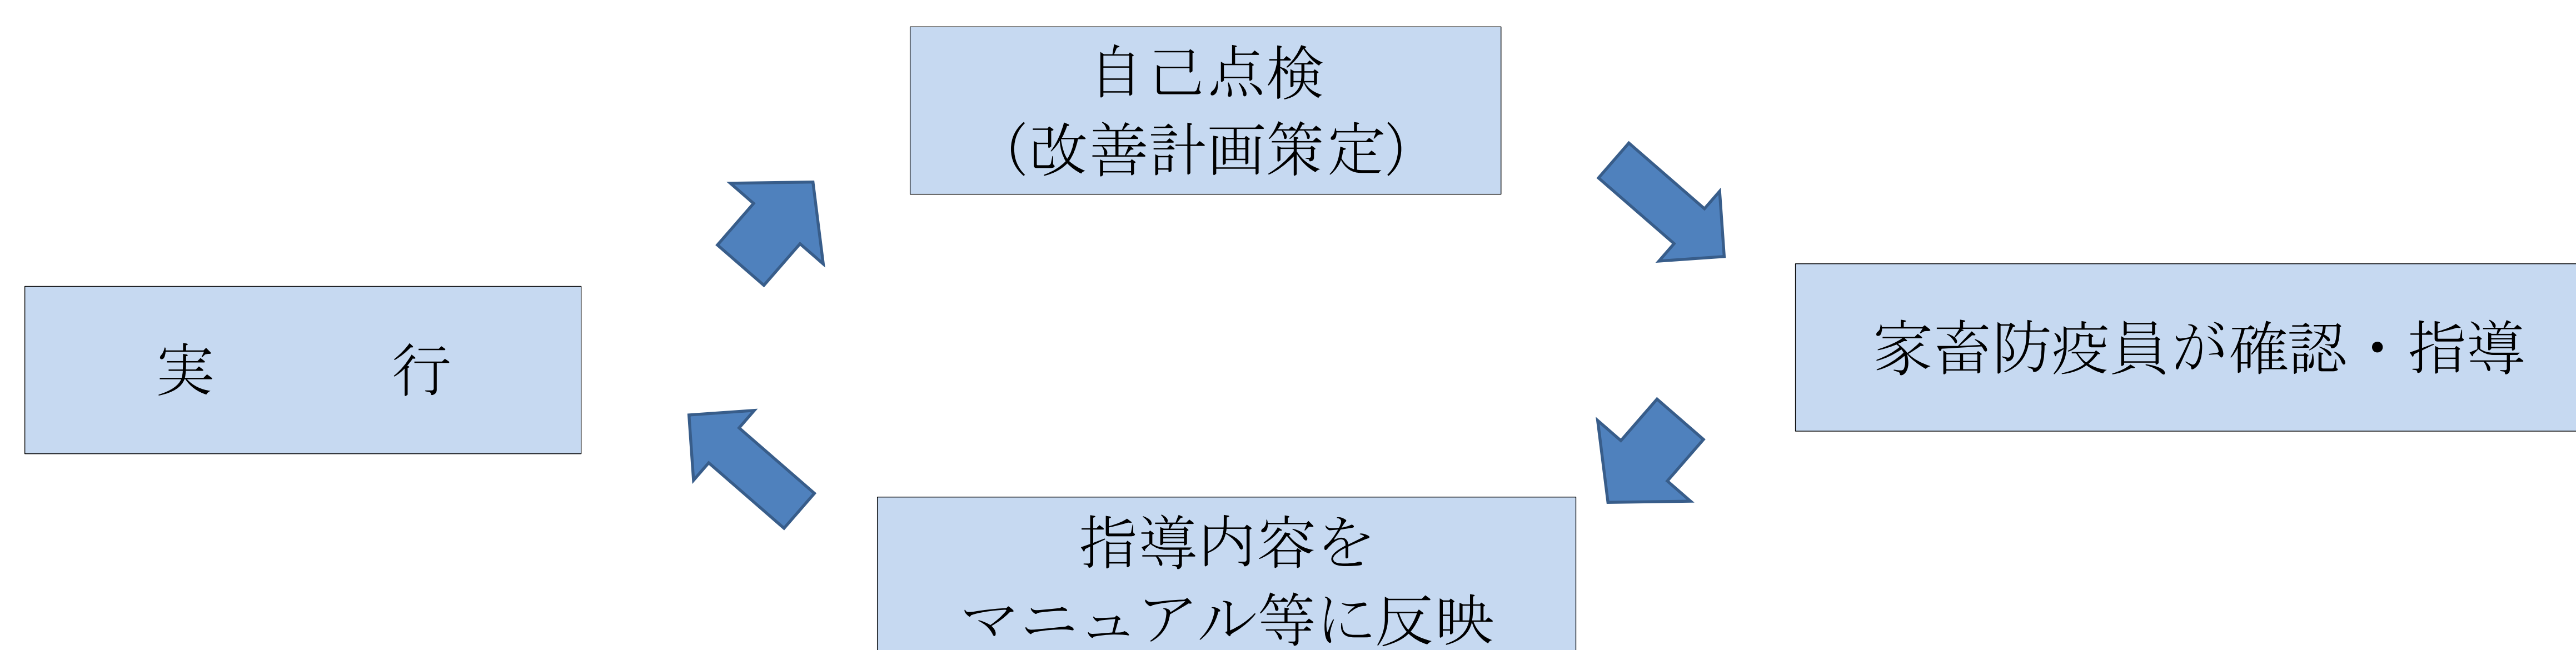 自己点検
（改善計画策定）
家畜防疫員が確認・指導
実　　　行
指導内容を
マニュアル等に反映